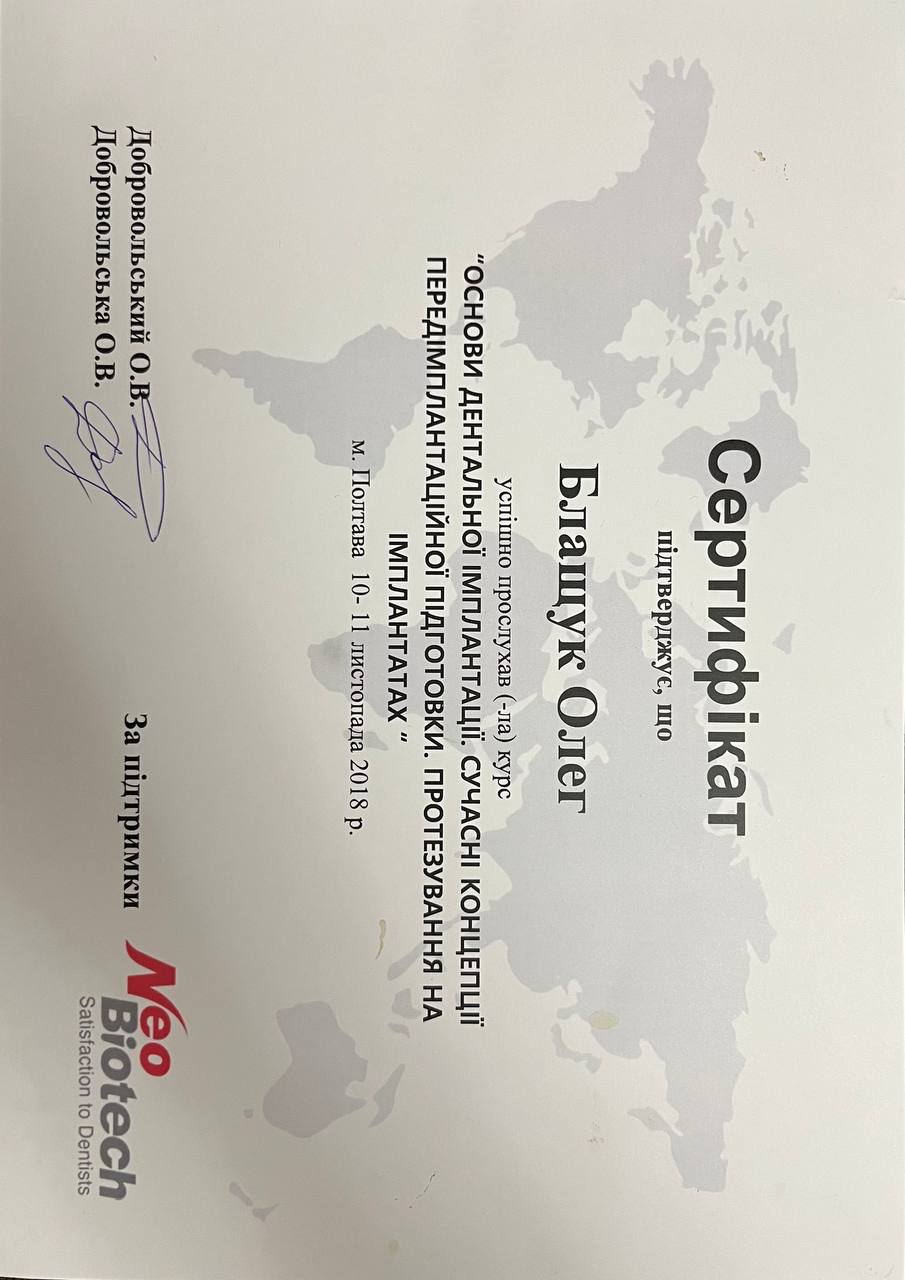 Сертифікат
підтверджує, що
Блащук Олег
успішно прослухав (-ла) курс
“ОСНОВИ ДЕНТАЛЬНОЇ ІМПЛАНТАЦІЇ. СУЧАСНІ КОНЦЕПЦІЇ
ПЕРЕДІМПЛАНТАЦІЙНОЇ ПІДГОТОВКИ. ПРОТЕЗУВАННЯ НА
ІМПЛАНТАТАХ “
м. Полтава 10- 11 листопада 2018 р.
Добровольський О.В.
Добровольська О.В.
За підтримки
Neo
Biotech
Satisfaction to Dentists